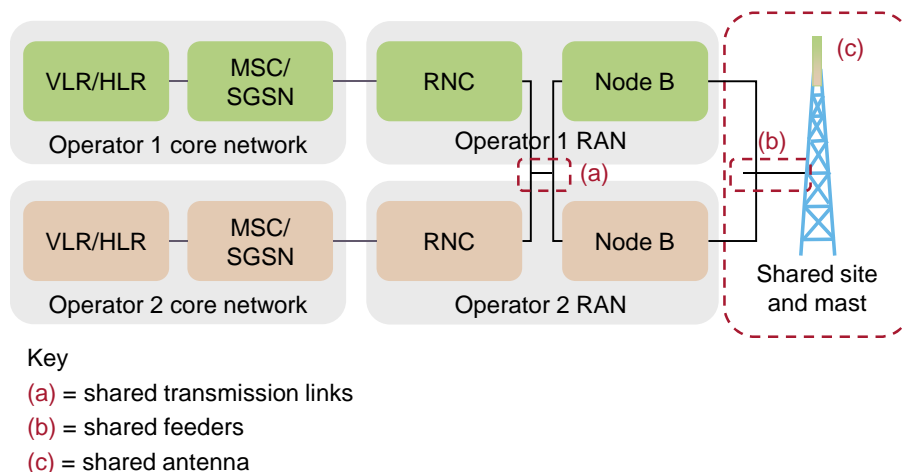 VLR/HLR
MSC/
SGSN
RNC
Node B
Operator 1 core network
Operator 1 RAN
(a)
(b)
(c)
VLR/HLR
MSC/
SGSN
RNC
Node B
Operator 2 core network
Operator 2 RAN
Shared site
and mast
Key
(a) = shared transmission links
(b) = shared feeders
(c) = shared antenna